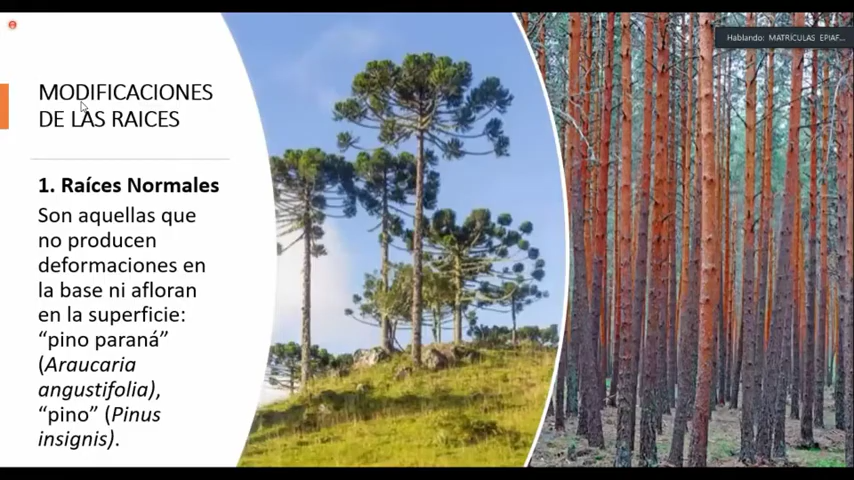 Hablando: MATRÍCULAS EPIAF...
MODIFICACIONES
DE LAS RAICES
1. Raíces Normales
Son aquellas que
no producen
deformaciones en
la base ni afloran
en la superficie:
“pino paraná”
(Araucaria
angustifolia),
“pino” (Pinus
insignis).